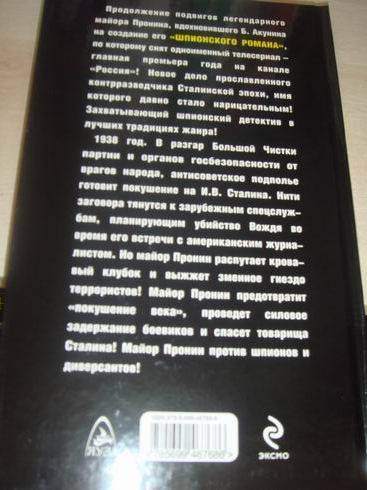 Продолжение подвигов легендарного
майора Пронина, вдохновившего Б. Акунина
на создание его «ШПИОНСКОГО РОМАНА»,
по которому снят одноименный телесериал –
главная премьера года на канале
«Россия»! Новое дело прославленного
контрразведчика Сталинской эпохи, имя
которого давно стало нарицательным!
Захватывающий шпионский детектив в
лучших традициях жанра!
1938 год. В разгар Большой Чистки
партии и органов госбезопасности от
врагов народа, антисоветское подполье
готовит покушение на И.В. Сталина. Нити
заговора тянутся к зарубежным спецслуж-
бам, планирующим убийство Вождя во
время его встречи с американским журна-
листом. Но майор Пронин распутает крова-
вый клубок и выжжет змеиное гнездо
террористов! Майор Пронин предотвратит
«покушение века», проведет силовое
задержание боевиков и спасет товарища
Сталина! Майор Пронин против шпионов и
диверсантов!
ЯУЗА
ЭКСМО